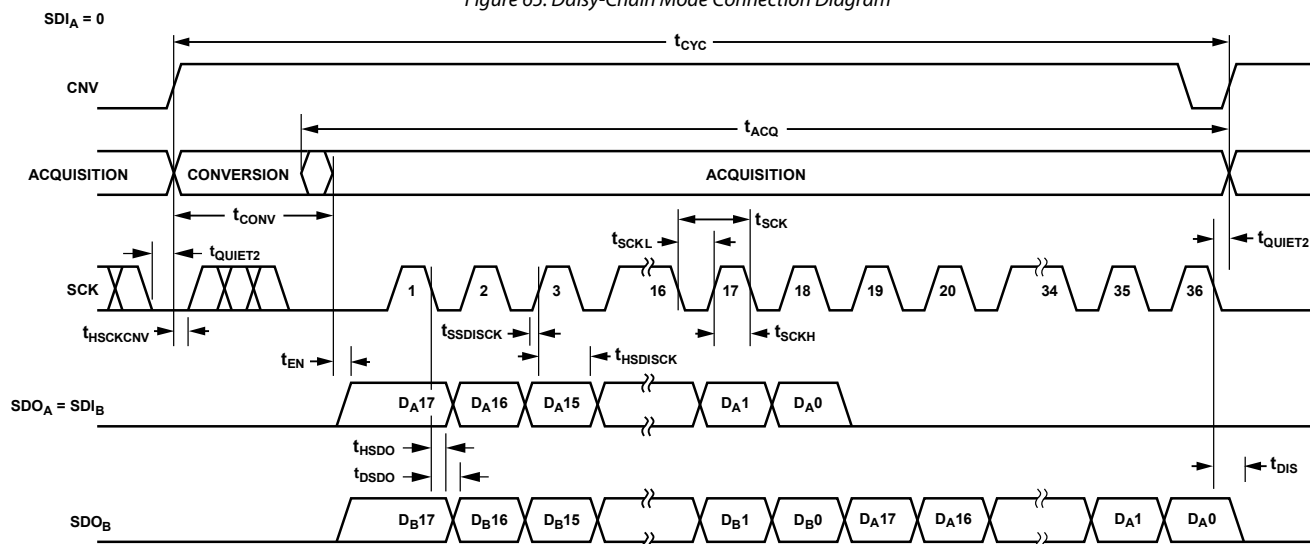 Figure 65. Daisy-Chain Mode Connection Diagram
SDIA = 0
tCYC
CNV
tACQ
ACQUISITION CONVERSION ACQUISITION
tCONV
tSCK
tQUIET2 tSCKL tQUIET2
SCK 1 2 3 16 17 18 19 20 34 35 36
tHSCKCNV tSSDISCK tSCKH
tEN tHSDISCK
SDOA = SDIB DA17 DA16 DA15 DA1 DA0
tHSDO
tDSDO tDIS
SDOB DB17 DB16 DB15 DB1 DB0 DA17 DA16 DA1 DA0